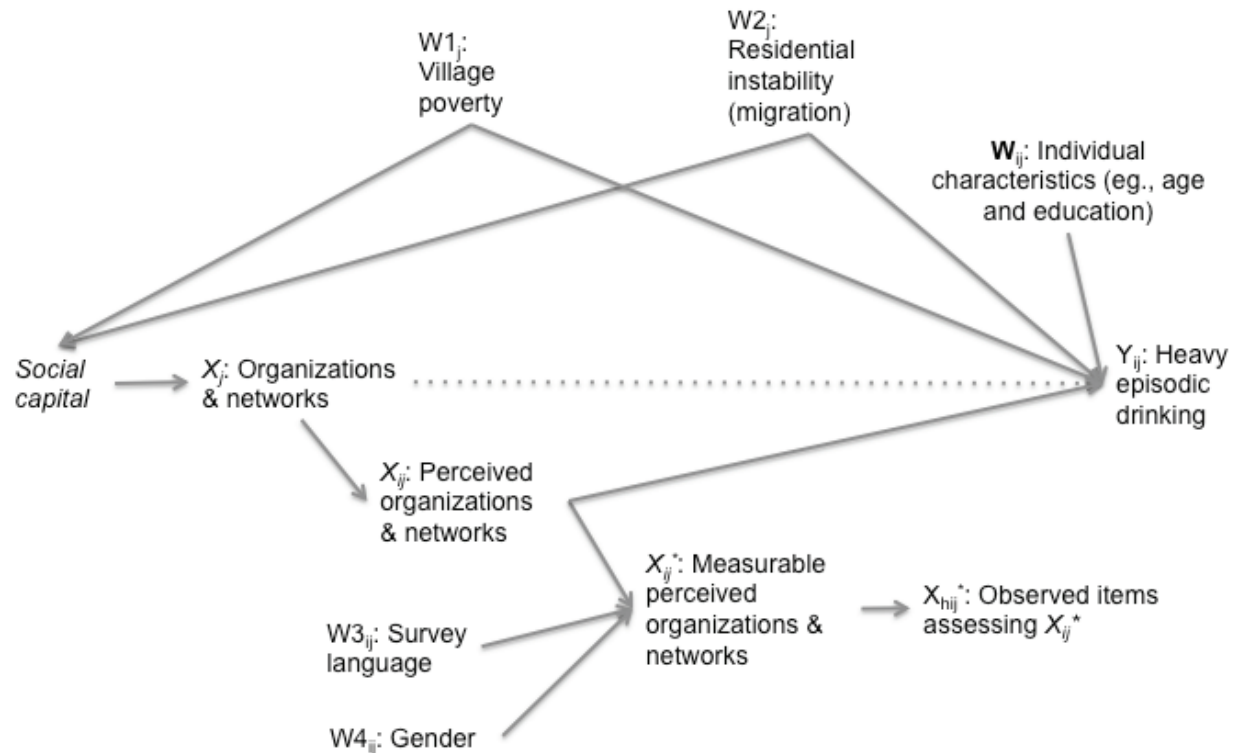 W1j:
Village
poverty
W2j:
Residential
instability
(migration)
Wij: Individual
characteristics (eg., age
and education)
Social
capital
Xj: Organizations
& networks
Yij: Heavy
episodic
drinking
Xij: Perceived
organizations
& networks
Xij*: Measurable
perceived
organizations &
networks
Xhij*: Observed items
assessing Xij*
W3ij: Survey
language
W4ij: Gender